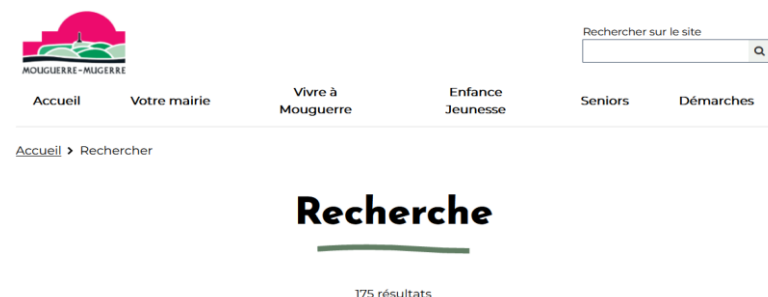 MOUGUERRE-MUGERRE
Rechercher sur le site
Accueil
Votre mairie
Vivre à
Mouguerre
Enfance
Jeunesse
Seniors
Démarches
Accueil > Rechercher
Recherche
175 résultats